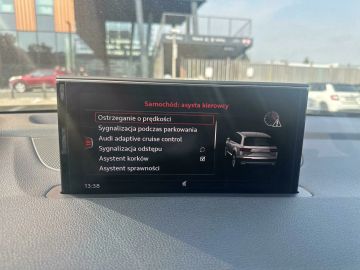 Samochód: asysta kierowcy
Ostrzeganie o prędkości
Sygnalizacja podczas parkowania
Audi adaptive cruise control
Sygnalizacja odstępu
Asystent korków
Asystent sprawności
13:38